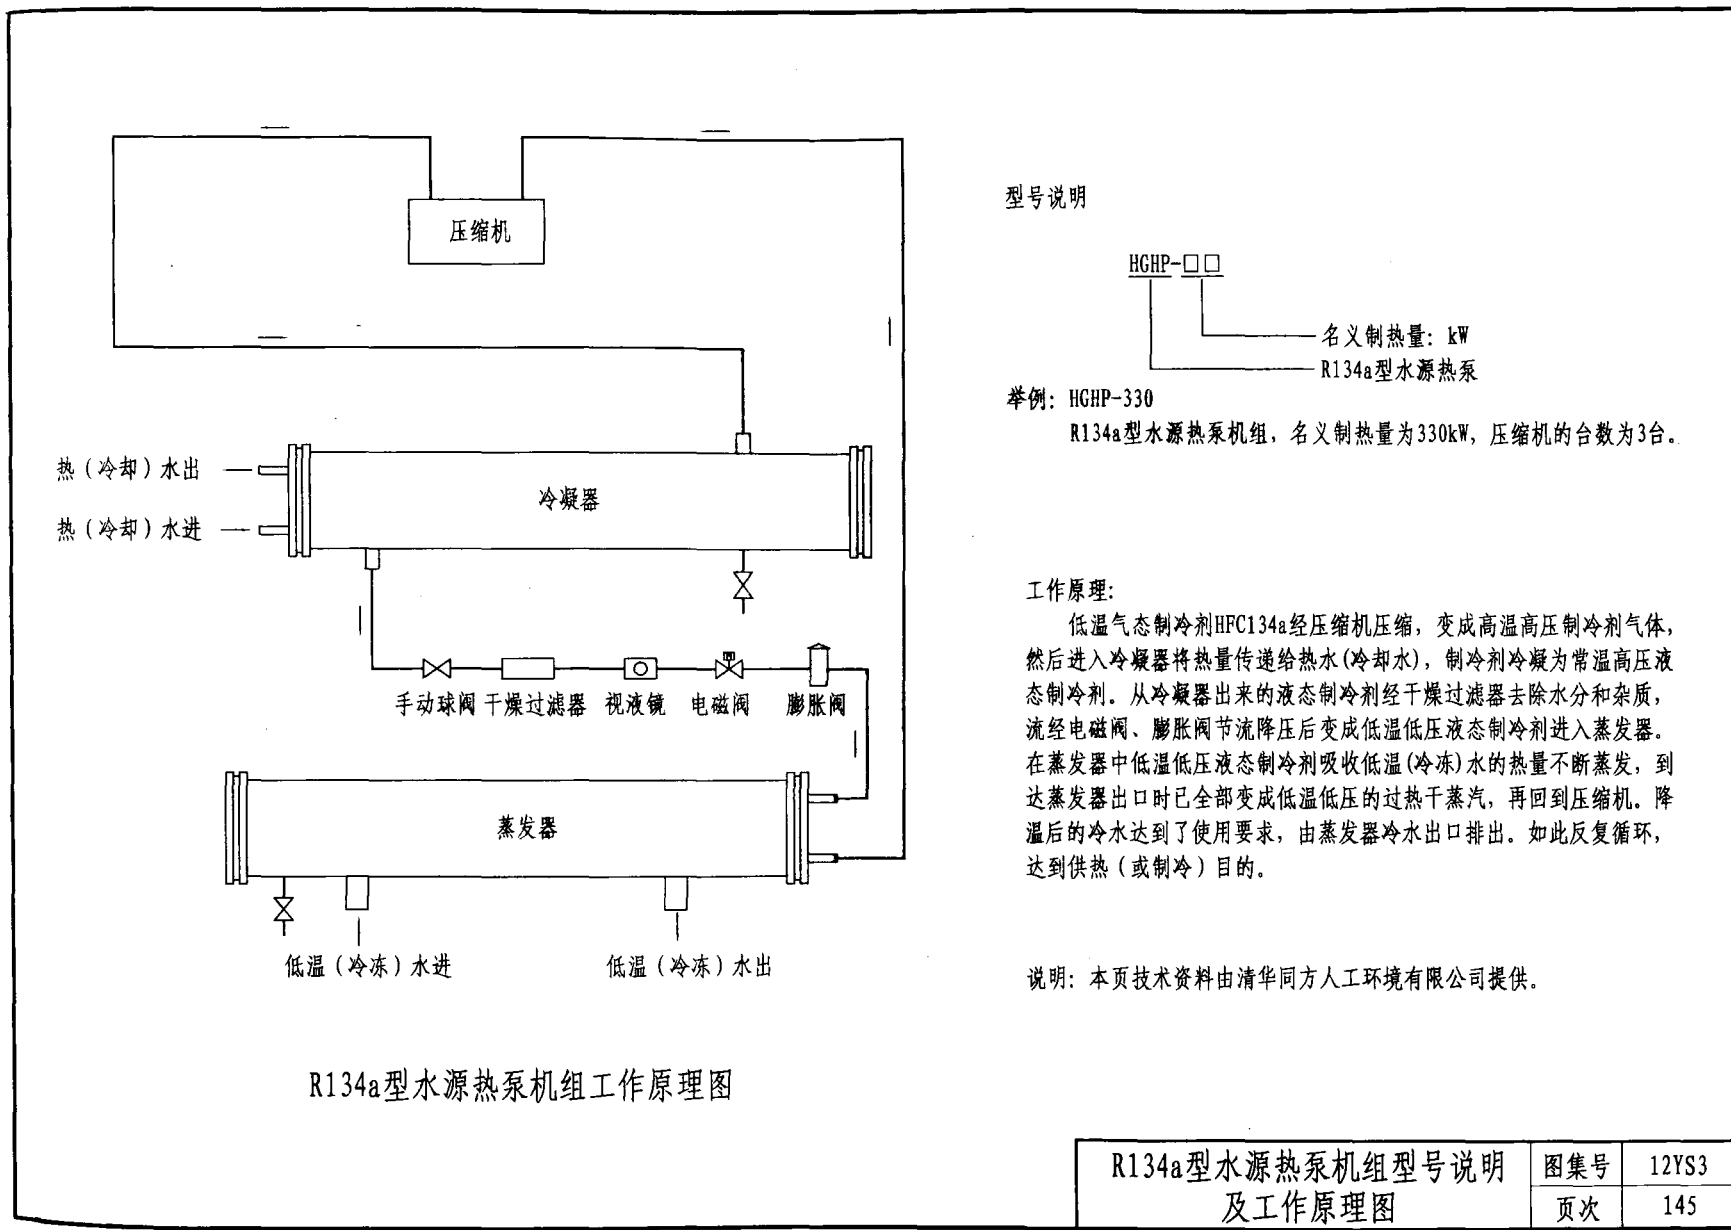 压缩机
热（冷却）水出
冷凝器
热（冷却）水进
手动球阀 干燥过滤器 视液镜 电磁阀 膨胀阀
蒸发器
低温（冷冻）水进 低温（冷冻）水出
R134a型水源热泵机组工作原理图
型号说明
HGHP-□□
名义制热量：kW
R134a型水源热泵
举例：HGHP-330
R134a型水源热泵机组，名义制热量为330kW，压缩机的台数为3台。
工作原理：
低温气态制冷剂HFC134a经压缩机压缩，变成高温高压制冷剂气体，
然后进入冷凝器将热量传递给热水(冷却水)，制冷剂冷凝为常温高压液
态制冷剂。从冷凝器出来的液态制冷剂经干燥过滤器去除水分和杂质，
流经电磁阀、膨胀阀节流降压后变成低温低压液态制冷剂进入蒸发器。
在蒸发器中低温低压液态制冷剂吸收低温(冷冻)水的热量不断蒸发，到
达蒸发器出口时已全部变成低温低压的过热干蒸汽，再回到压缩机。降
温后的冷水达到了使用要求，由蒸发器冷水出口排出。如此反复循环，
达到供热（或制冷）目的。
说明：本页技术资料由清华同方人工环境有限公司提供。
R134a型水源热泵机组型号说明
及工作原理图
图集号 12YS3
页次 145